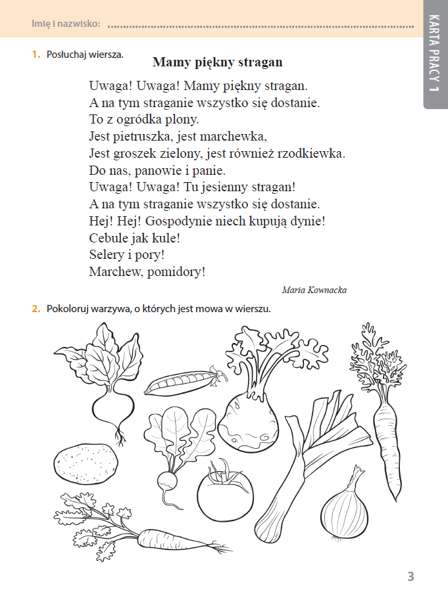 Imię i nazwisko:
KARTA PRACY 1
1. Posłuchaj wiersza.
Mamy piękny stragan
Uwaga! Uwaga! Mamy piękny stragan.
A na tym straganie wszystko się dostanie.
To z ogródka plony.
Jest pietruszka, jest marchewka,
Jest groszek zielony, jest również rzodkiewka.
Do nas, panowie i panie.
Uwaga! Uwaga! Tu jesienny stragan!
A na tym straganie wszystko się dostanie.
Hej! Hej! Gospodynie niech kupują dynie!
Cebule jak kule!
Selery i pory!
Marchew, pomidory!
Maria Kownacka
2. Pokoloruj warzywa, o których jest mowa w wierszu.
3